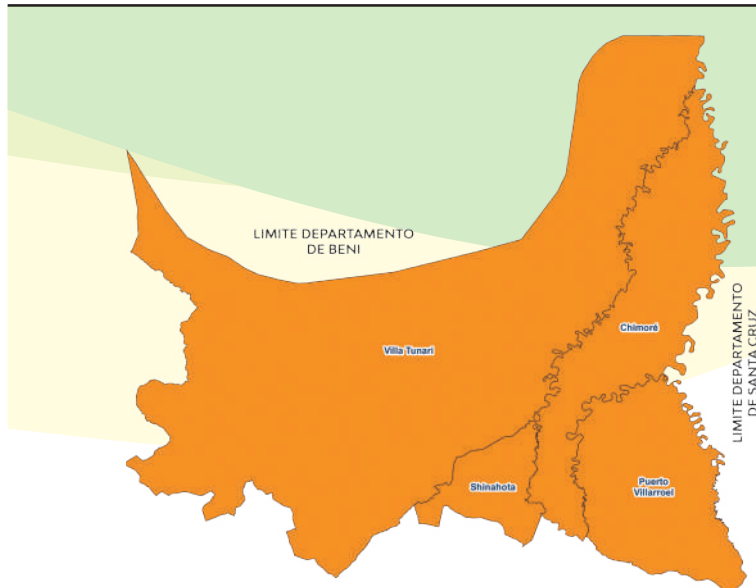 LIMITE DEPARTAMENTO
DE BENI
Villa Tunari
Chimoré
LIMITE DEPARTAMENTO
DE SANTA CRUZ
Shinahota
Puerto
Villarroel